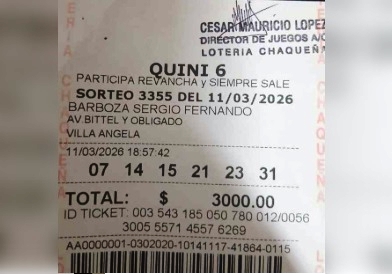 CESAR MAURICIO LOPEZ
DIRECTOR DE JUEGOS A/C
LOTERIA CHAQUEÑA
QUINI 6
PARTICIPA REVANCHA y SIEMPRE SALE
SORTEO 3355 DEL 11/03/2026
BARBOZA SERGIO FERNANDO
AV.BITTEL Y OBLIGADO
VILLA ANGELA
11/03/2026 18:57:42
07 14 15 21 23 31
TOTAL: $ 3000.00
ID TICKET: 003 543 185 050 780 012/0056
3005 5571 4557 6269
AA0000001-0302020-10141117-41864-0115
CHAQUEÑA